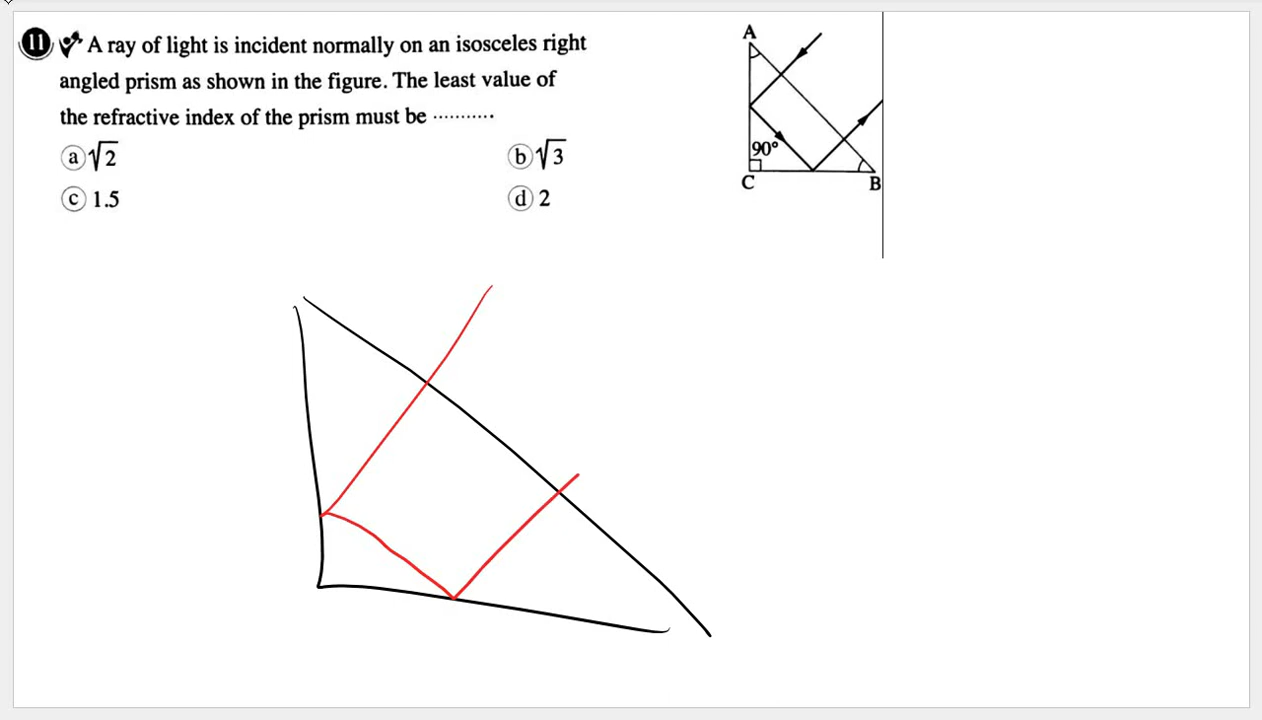 11 A ray of light is incident normally on an isosceles right
angled prism as shown in the figure. The least value of
the refractive index of the prism must be ...........
a √2
b √3
c 1.5
d 2
A
90°
C
B